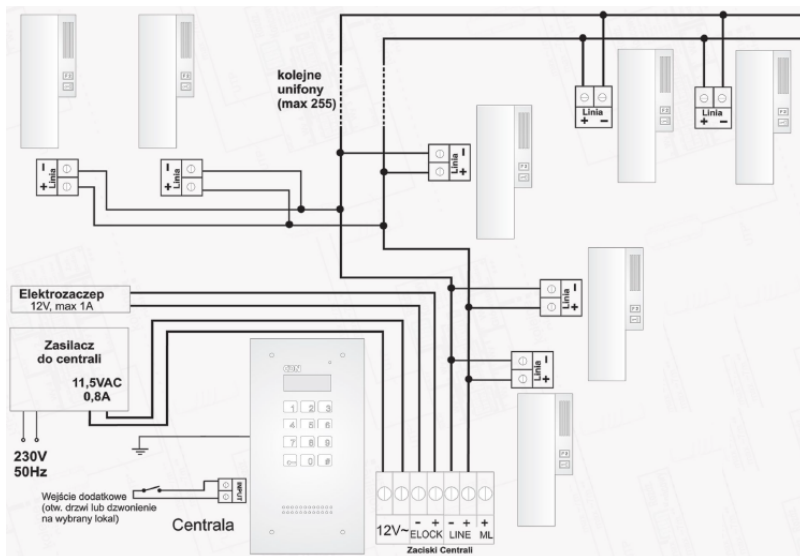 kolejne
unifony
(max 255)
Linia
+ -
Linia
+ -
- Linia +
- Linia +
- Linia +
- Linia +
- Linia +
Elektrozaczep
12V, max 1A
Zasilacz
do centrali
11,5VAC
0,8A
230V
50Hz
1 2 3
4 5 6
7 8 9
0 #
Wejście dodatkowe
(otw. drzwi lub dzwonienie
na wybrany lokal)
INPUT
Centrala
- + - + +
12V~ ELOCK LINE ML
Zaciski Centrali